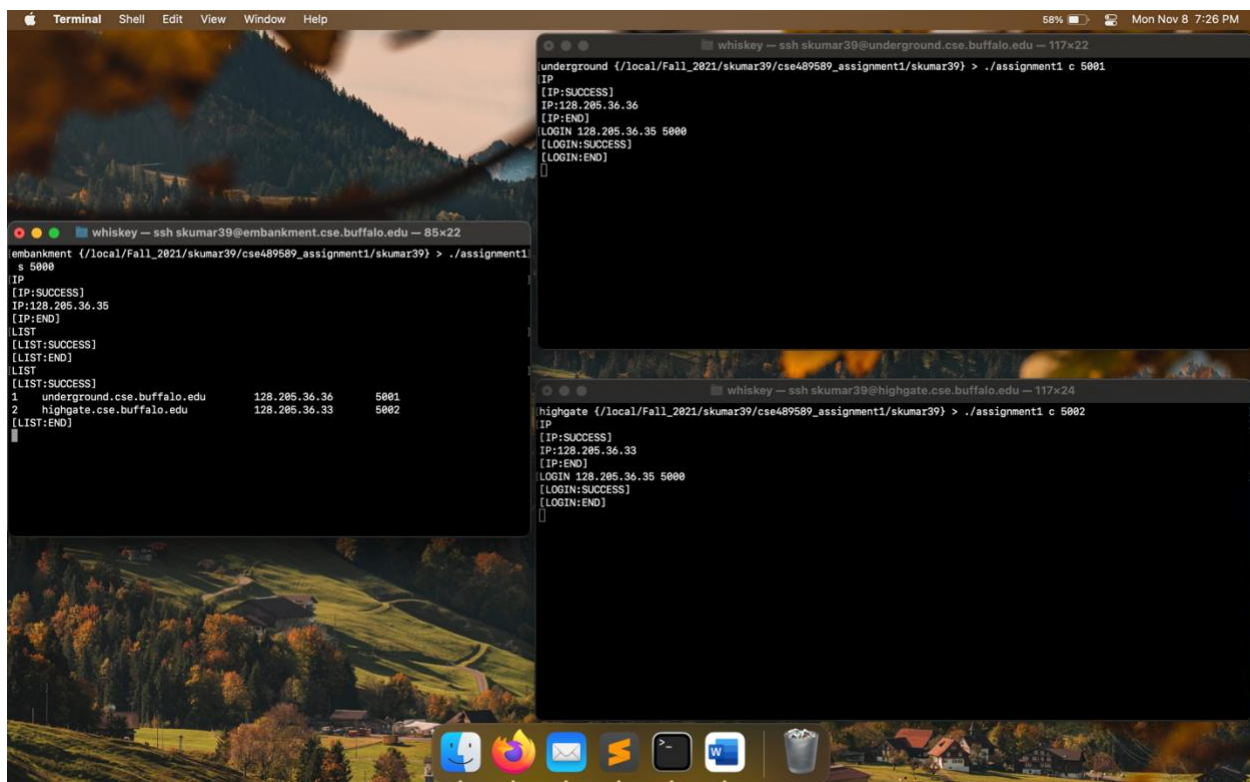 Terminal Shell Edit View Window Help
58% Mon Nov 8 7:26 PM
whiskey — ssh skumar39@underground.cse.buffalo.edu — 117×22
underground {/local/Fall_2021/skumar39/cse489589_assignment1/skumar39} > ./assignment1 c 5001
IP
[IP:SUCCESS]
IP:128.205.36.36
[IP:END]
LOGIN 128.205.36.35 5000
[LOGIN:SUCCESS]
[LOGIN:END]
whiskey — ssh skumar39@embankment.cse.buffalo.edu — 85×22
embankment {/local/Fall_2021/skumar39/cse489589_assignment1/skumar39} > ./assignment1
s 5000
IP
[IP:SUCCESS]
IP:128.205.36.35
[IP:END]
LIST
[LIST:SUCCESS]
[LIST:END]
LIST
[LIST:SUCCESS]
1 underground.cse.buffalo.edu 128.205.36.36 5001
2 highgate.cse.buffalo.edu 128.205.36.33 5002
[LIST:END]
whiskey — ssh skumar39@highgate.cse.buffalo.edu — 117×24
highgate {/local/Fall_2021/skumar39/cse489589_assignment1/skumar39} > ./assignment1 c 5002
IP
[IP:SUCCESS]
IP:128.205.36.33
[IP:END]
LOGIN 128.205.36.35 5000
[LOGIN:SUCCESS]
[LOGIN:END]